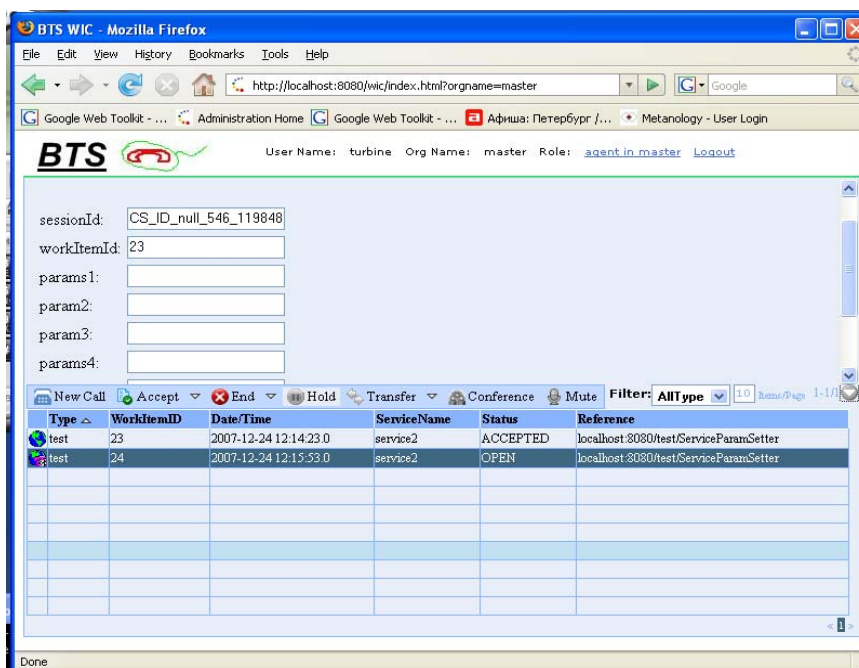 BTS WIC - Mozilla Firefox
File Edit View History Bookmarks Tools Help
http://localhost:8080/wic/index.html?orgname=master
G Google
G Google Web Toolkit - ... Administration Home G Google Web Toolkit - ... Афиша: Петербург /... Metanology - User Login
BTS User Name: turbine Org Name: master Role: agent in master Logout
sessionId: CS_ID_null_546_119848
workItemId: 23
params1:
param2:
param3:
params4:
New Call Accept End Hold Transfer Conference Mute Filter: AllType 10 Items/Page 1-1/1
Type WorkItemID Date/Time ServiceName Status Reference
test 23 2007-12-24 12:14:23.0 service2 ACCEPTED localhost:8080/test/ServiceParamSetter
test 24 2007-12-24 12:15:53.0 service2 OPEN localhost:8080/test/ServiceParamSetter
« 1 »
Done